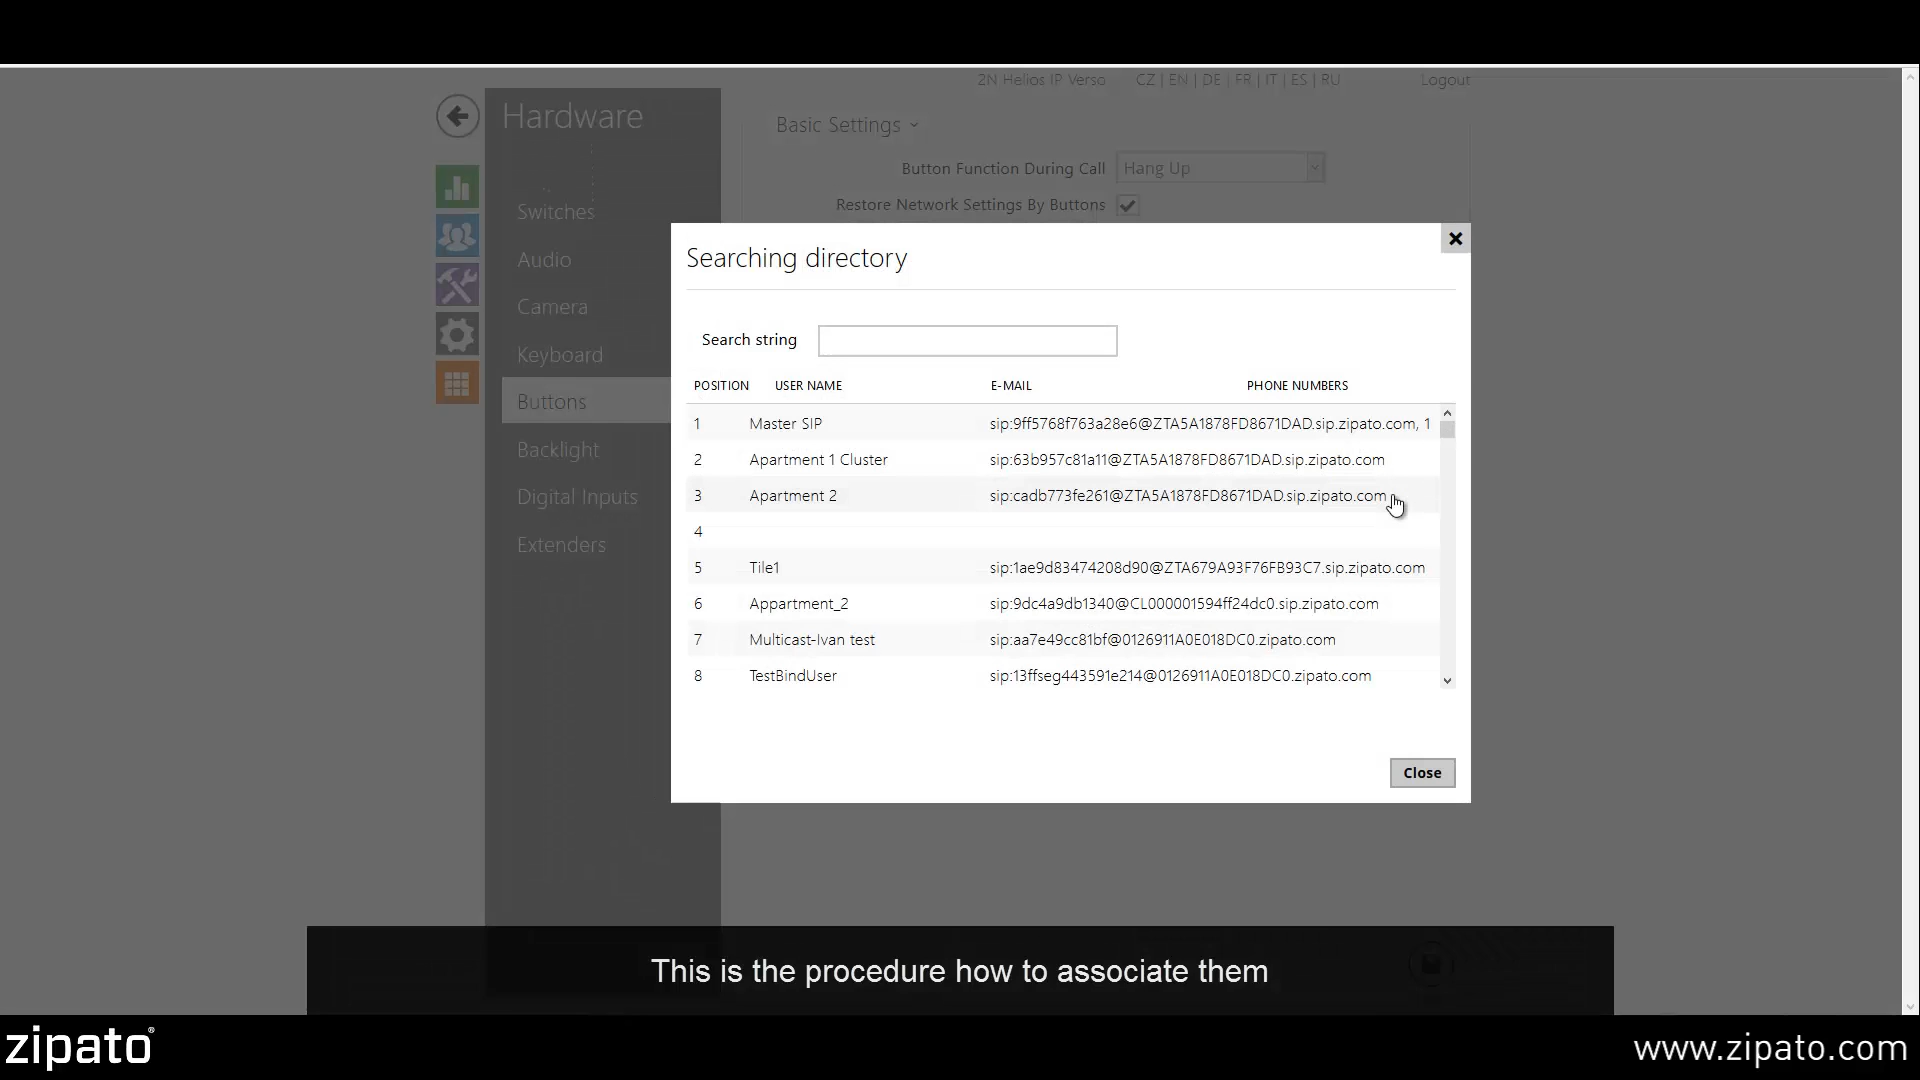 2N Helios IP Verso CZ | EN | DE | FR | IT | ES | RU Logout
Hardware
Basic Settings
Button Function During Call Hang Up
Restore Network Settings By Buttons
Switches
Audio
Camera
Keyboard
Buttons
Backlight
Digital Inputs
Extenders
Searching directory
Search string
POSITION USER NAME E-MAIL PHONE NUMBERS
1 Master SIP sip:9ff5768f763a28e6@ZTA5A1878FD8671DAD.sip.zipato.com, 1
2 Apartment 1 Cluster sip:63b957c81a11@ZTA5A1878FD8671DAD.sip.zipato.com
3 Apartment 2 sip:cadb773fe261@ZTA5A1878FD8671DAD.sip.zipato.com
4
5 Tile1 sip:1ae9d83474208d90@ZTA679A93F76FB93C7.sip.zipato.com
6 Appartment_2 sip:9dc4a9db1340@CL000001594ff24dc0.sip.zipato.com
7 Multicast-Ivan test sip:aa7e49cc81bf@0126911A0E018DC0.zipato.com
8 TestBindUser sip:13ffseg443591e214@0126911A0E018DC0.zipato.com
Close
This is the procedure how to associate them
zipato®
www.zipato.com